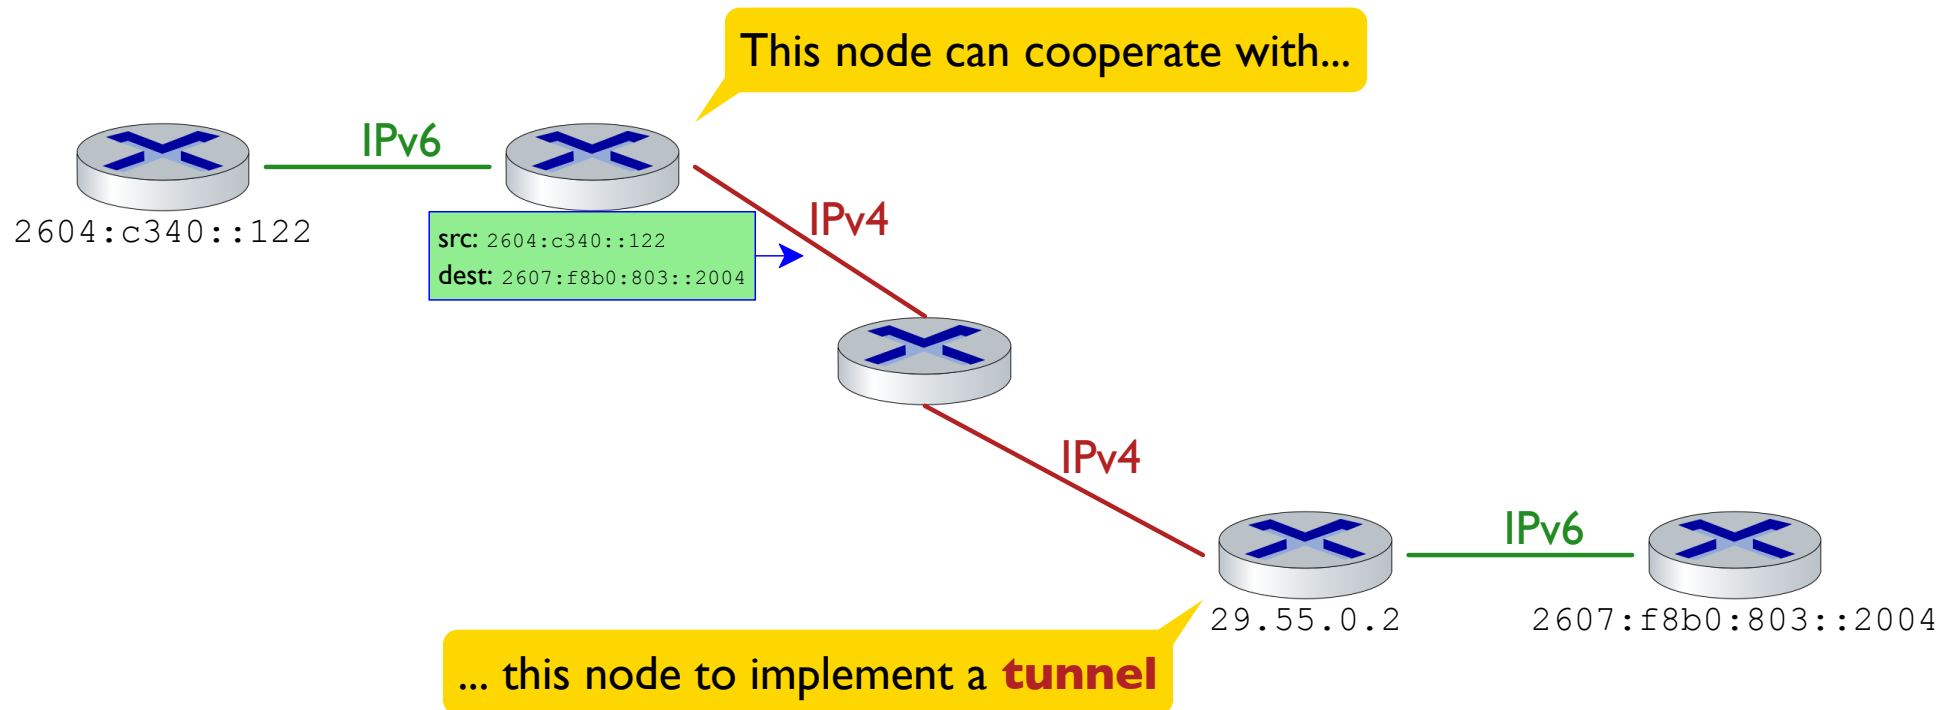 This node can cooperate with...
IPv6
2604:c340::122
IPv4
src: 2604:c340::122
dest: 2607:f8b0:803::2004
IPv4
IPv6
29.55.0.2
2607:f8b0:803::2004
... this node to implement a tunnel